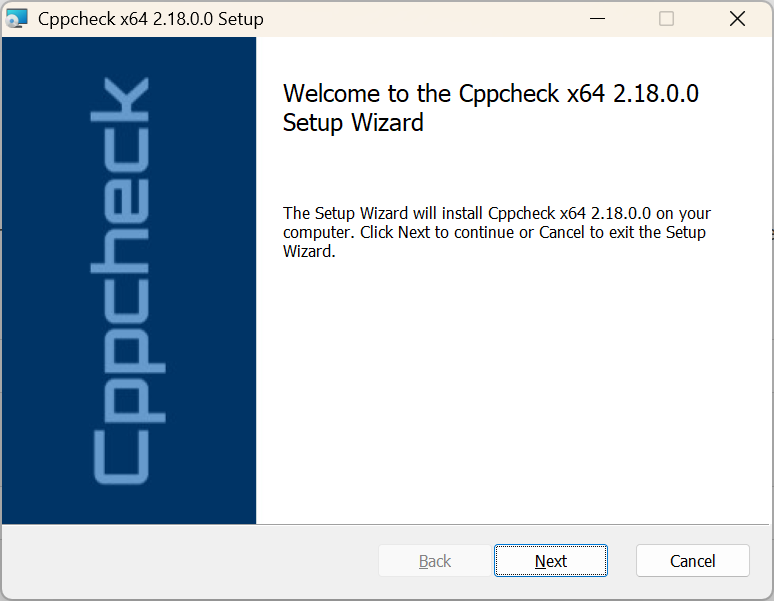 Cppcheck x64 2.18.0.0 Setup
Cppcheck
Welcome to the Cppcheck x64 2.18.0.0
Setup Wizard
The Setup Wizard will install Cppcheck x64 2.18.0.0 on your
computer. Click Next to continue or Cancel to exit the Setup
Wizard.
Back
Next
Cancel